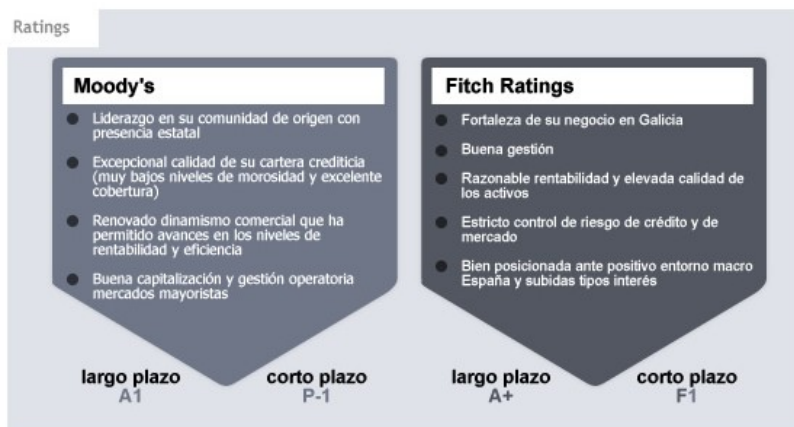 Ratings
Moody's
Liderazgo en su comunidad de origen con
presencia estatal
Excepcional calidad de su cartera crediticia
(muy bajos niveles de morosidad y excelente
cobertura)
Renovado dinamismo comercial que ha
permitido avances en los niveles de
rentabilidad y eficiencia
Buena capitalización y gestión operatoria
mercados mayoristas
largo plazo
A1
corto plazo
P-1
Fitch Ratings
Fortaleza de su negocio en Galicia
Buena gestión
Razonable rentabilidad y elevada calidad de
los activos
Estricto control de riesgo de crédito y de
mercado
Bien posicionada ante positivo entorno macro
España y subidas tipos interés
largo plazo
A+
corto plazo
F1